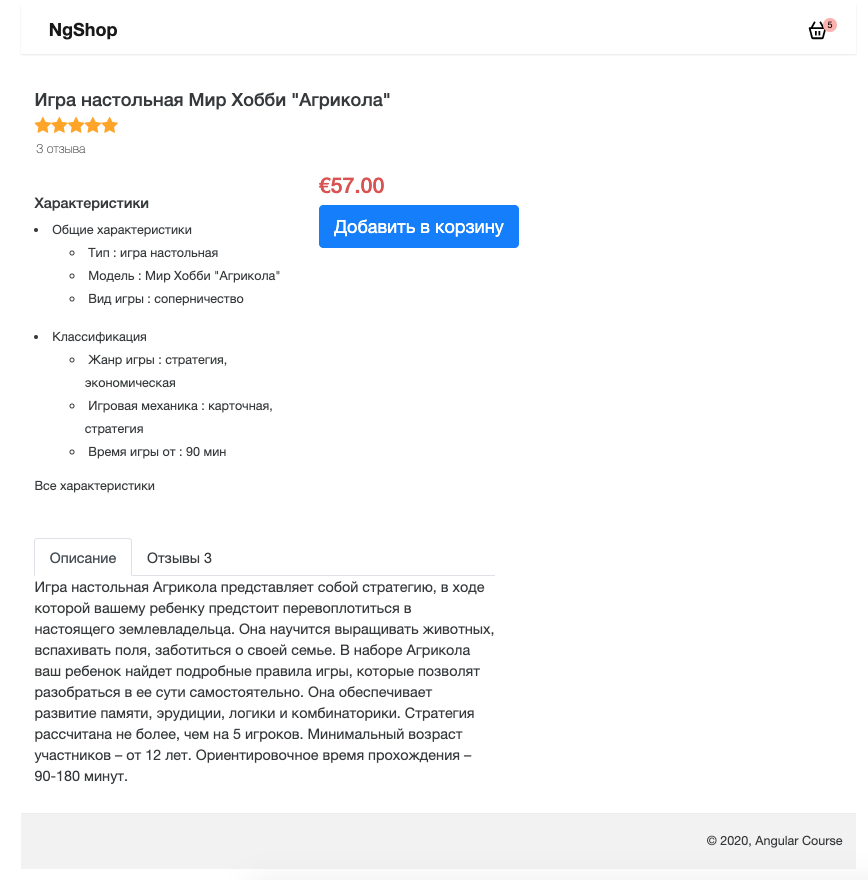 NgShop
5
Игра настольная Мир Хобби "Агрикола"
3 отзыва
€57.00
Добавить в корзину
Характеристики
Общие характеристики
Тип : игра настольная
Модель : Мир Хобби "Агрикола"
Вид игры : соперничество
Классификация
Жанр игры : стратегия,
экономическая
Игровая механика : карточная,
стратегия
Время игры от : 90 мин
Все характеристики
Описание Отзывы 3
Игра настольная Агрикола представляет собой стратегию, в ходе
которой вашему ребенку предстоит перевоплотиться в
настоящего землевладельца. Она научится выращивать животных,
вспахивать поля, заботиться о своей семье. В наборе Агрикола
ваш ребенок найдет подробные правила игры, которые позволят
разобраться в ее сути самостоятельно. Она обеспечивает
развитие памяти, эрудиции, логики и комбинаторики. Стратегия
рассчитана не более, чем на 5 игроков. Минимальный возраст
участников – от 12 лет. Ориентировочное время прохождения –
90-180 минут.
© 2020, Angular Course